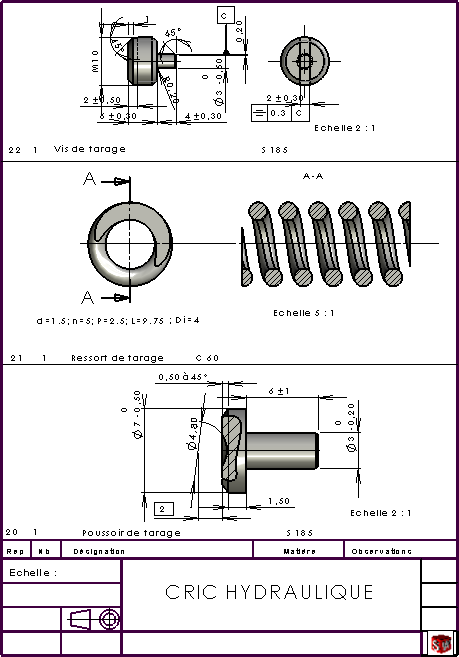 C
45°
45°
0,20
M10
0
Ø3 -0,50
2 ±0,50
5 ±0,30
4 ±0,30
2 ±0,30
0.3 C
Echelle 2 : 1
22 1 Vis de tarage S 185
A
A-A
A
Echelle 5 : 1
d=1.5; n=5; P=2.5; L=9.75 ; Di=4
21 1 Ressort de tarage C 60
0,50 à 45°
6 ±1
0
Ø7 -0,50
Ø4,80
0
Ø3 -0,20
2
1,50
Echelle 2 : 1
20 1 Poussoir de tarage S 185
Rep Nb Désignation Matière Observations
Echelle :
CRIC HYDRAULIQUE